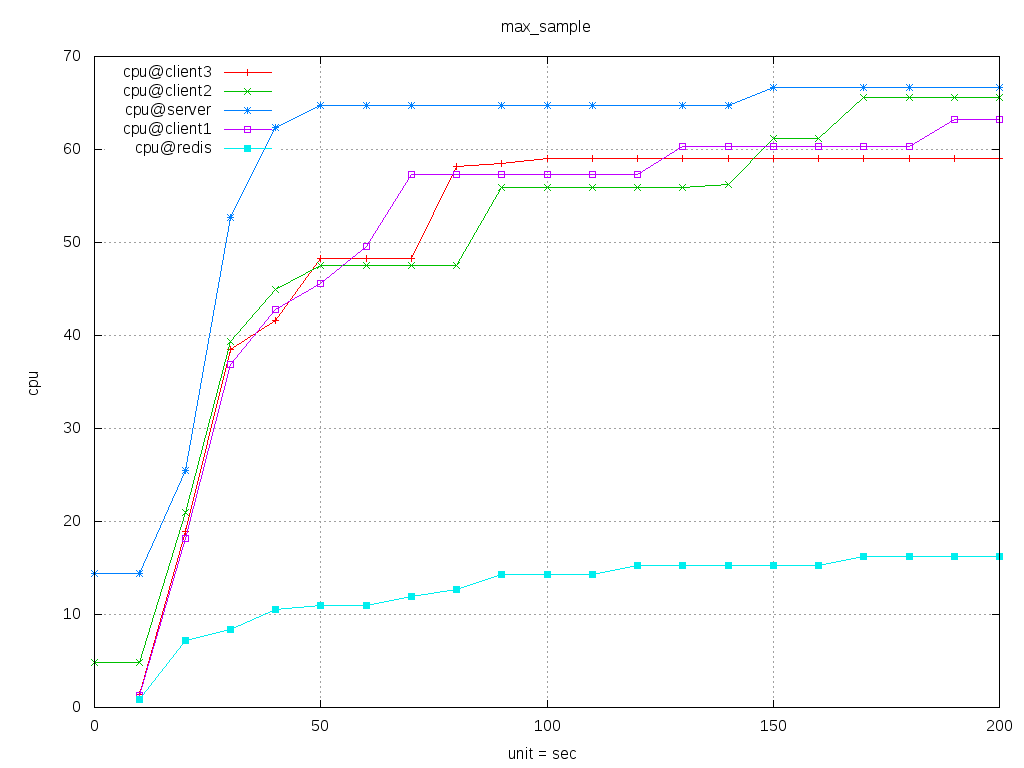 max_sample
70
60
50
40
30
20
10
0
cpu@client3
cpu@client2
cpu@server
cpu@client1
cpu@redis
cpu
0 50 100 150 200
unit = sec